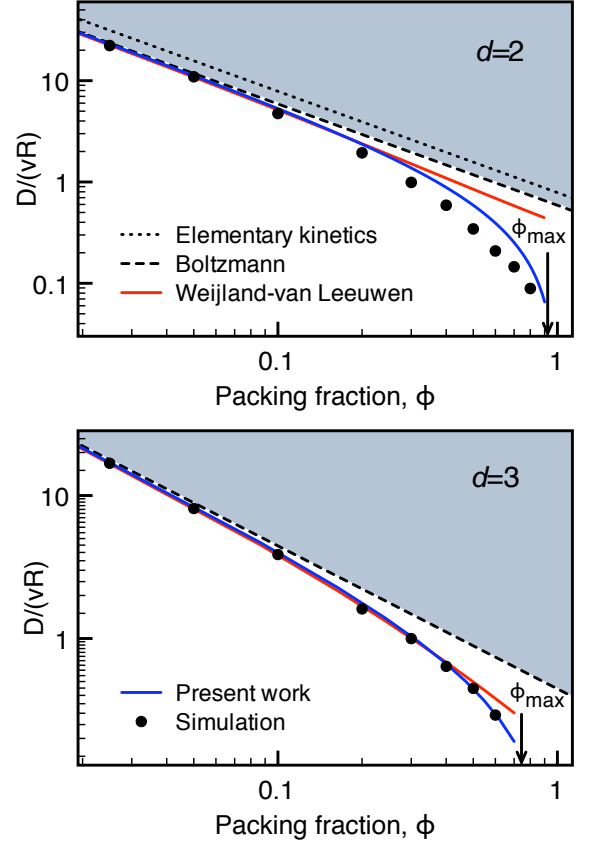 d=2
10
1
0.1
D/(vR)
Elementary kinetics
Boltzmann
Weijland-van Leeuwen
ϕmax
0.1
1
Packing fraction, ϕ
d=3
10
1
D/(vR)
Present work
Simulation
ϕmax
0.1
1
Packing fraction, ϕ